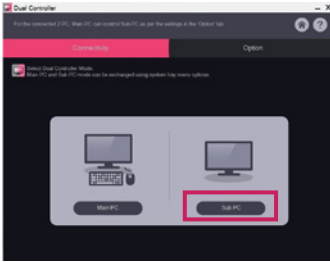 Dual Controller
For the connected 2 PC, Main PC can control Sub PC as per the settings in the 'Option' tab.
Connectivity
Option
Select Dual Controller Mode.
Main PC and Sub PC mode can be exchanged using system tray menu options.
Main PC
Sub PC